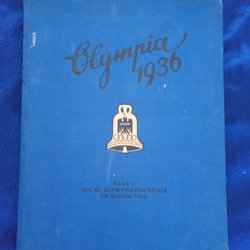 Olympia
1936
BAND II
DIE XI. OLYMPISCHEN SPIELE
IN BERLIN 1936